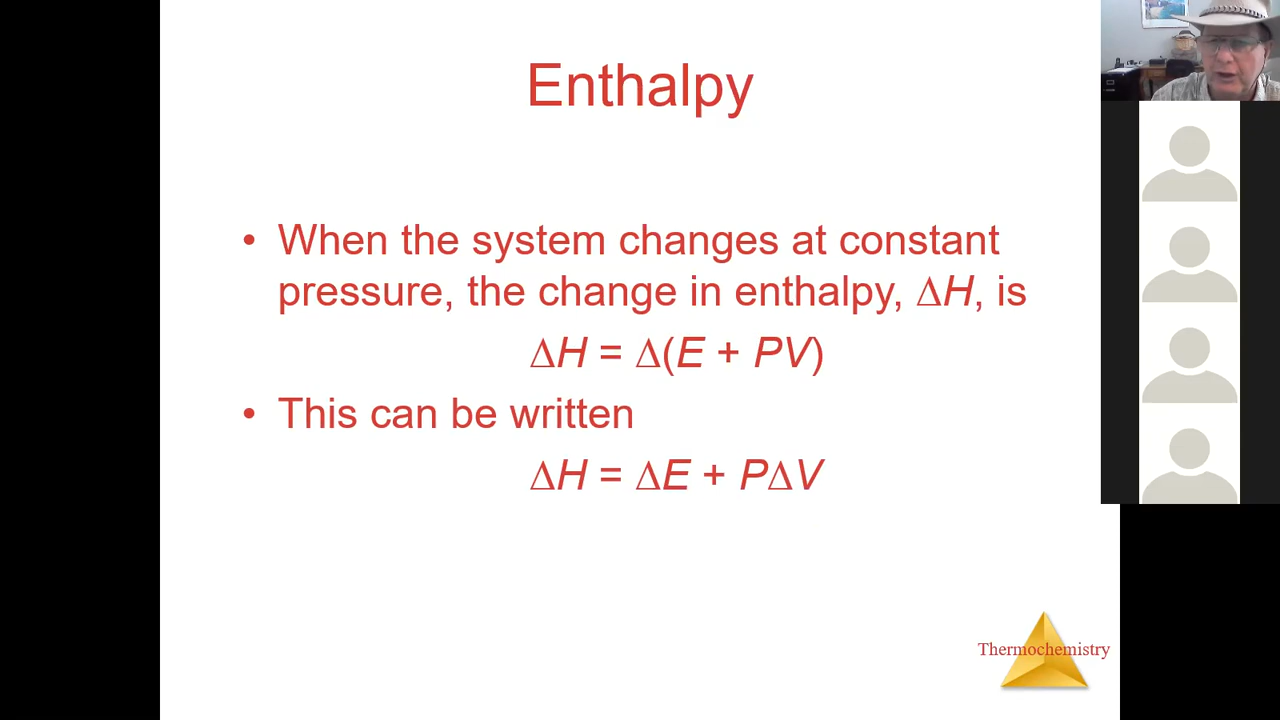 Enthalpy
• When the system changes at constant
pressure, the change in enthalpy, ΔH, is
ΔH = Δ(E + PV)
• This can be written
ΔH = ΔE + PΔV
Thermochemistry